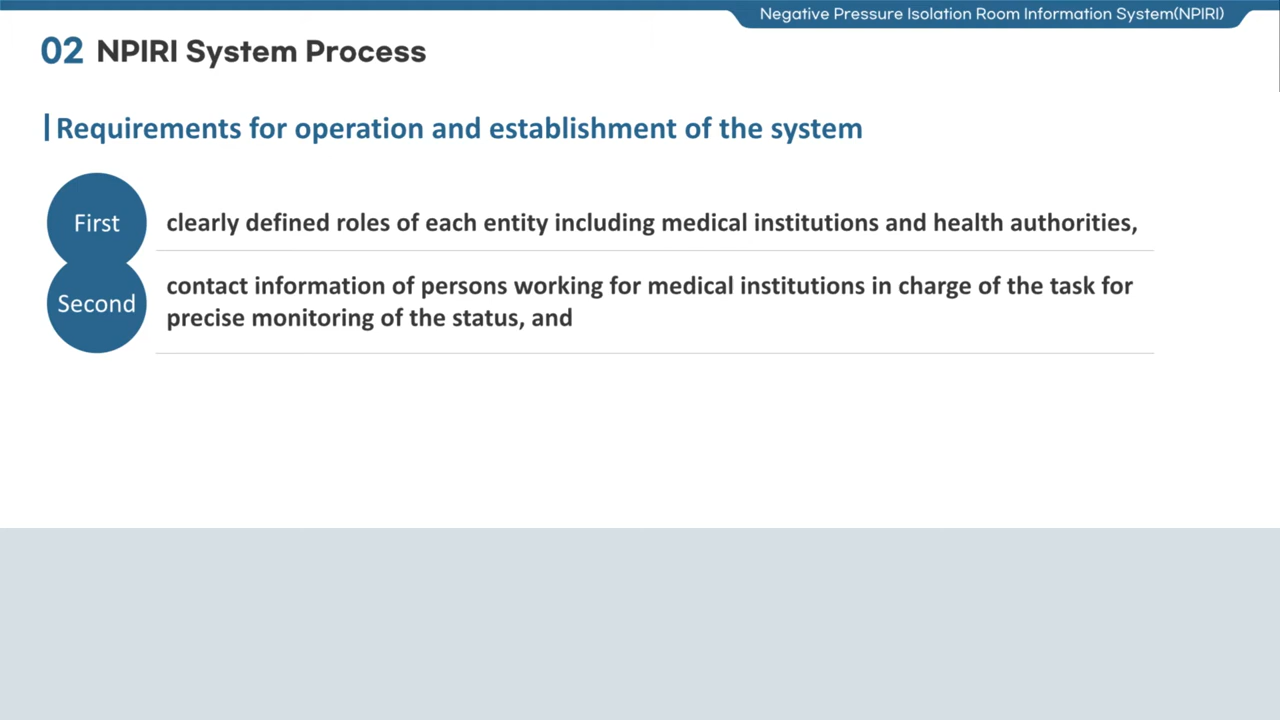 Negative Pressure Isolation Room Information System(NPIRI)
02 NPIRI System Process
Requirements for operation and establishment of the system
First
clearly defined roles of each entity including medical institutions and health authorities,
Second
contact information of persons working for medical institutions in charge of the task for
precise monitoring of the status, and